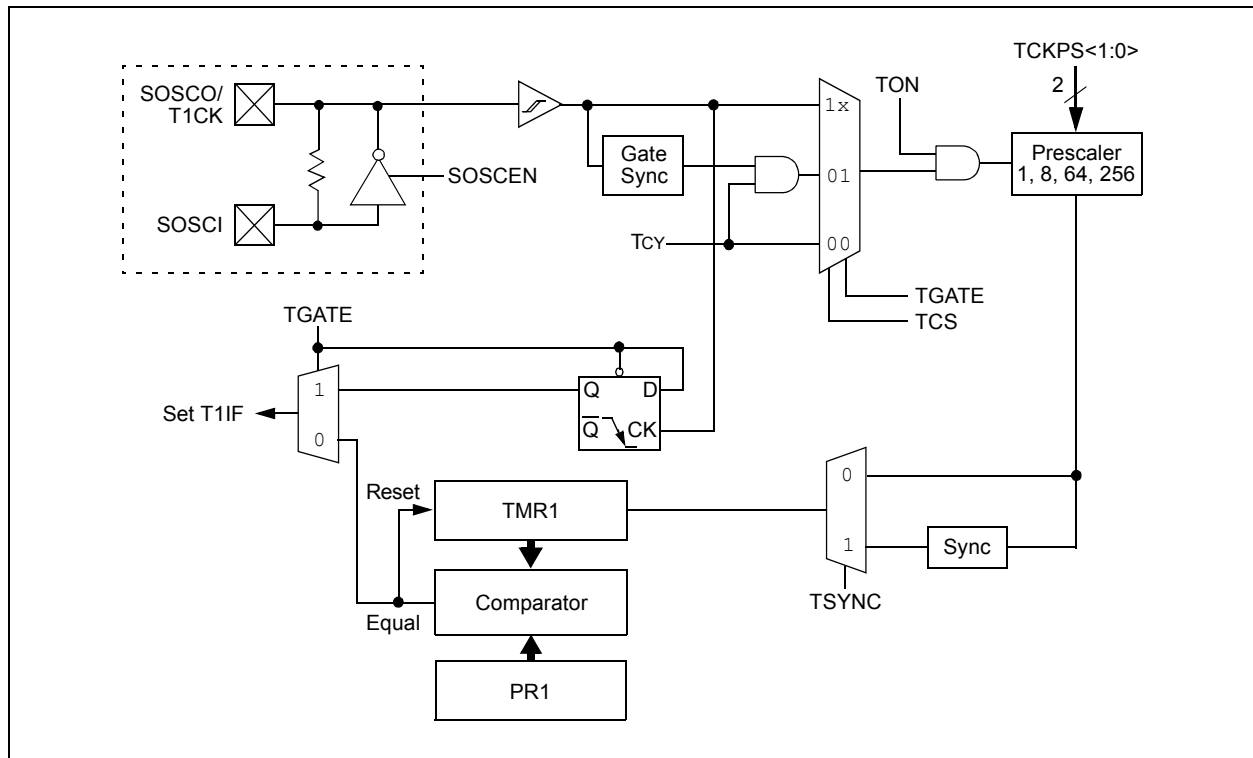 TCKPS<1:0>
2
SOSCO/
T1CK
TON
1x
Gate
Sync
Prescaler
1, 8, 64, 256
SOSCEN
01
SOSCI
TCY
00
TGATE
TCS
TGATE
1
Q
D
Set T1IF
Q
CK
0
Reset
TMR1
0
1
Sync
Comparator
TSYNC
Equal
PR1